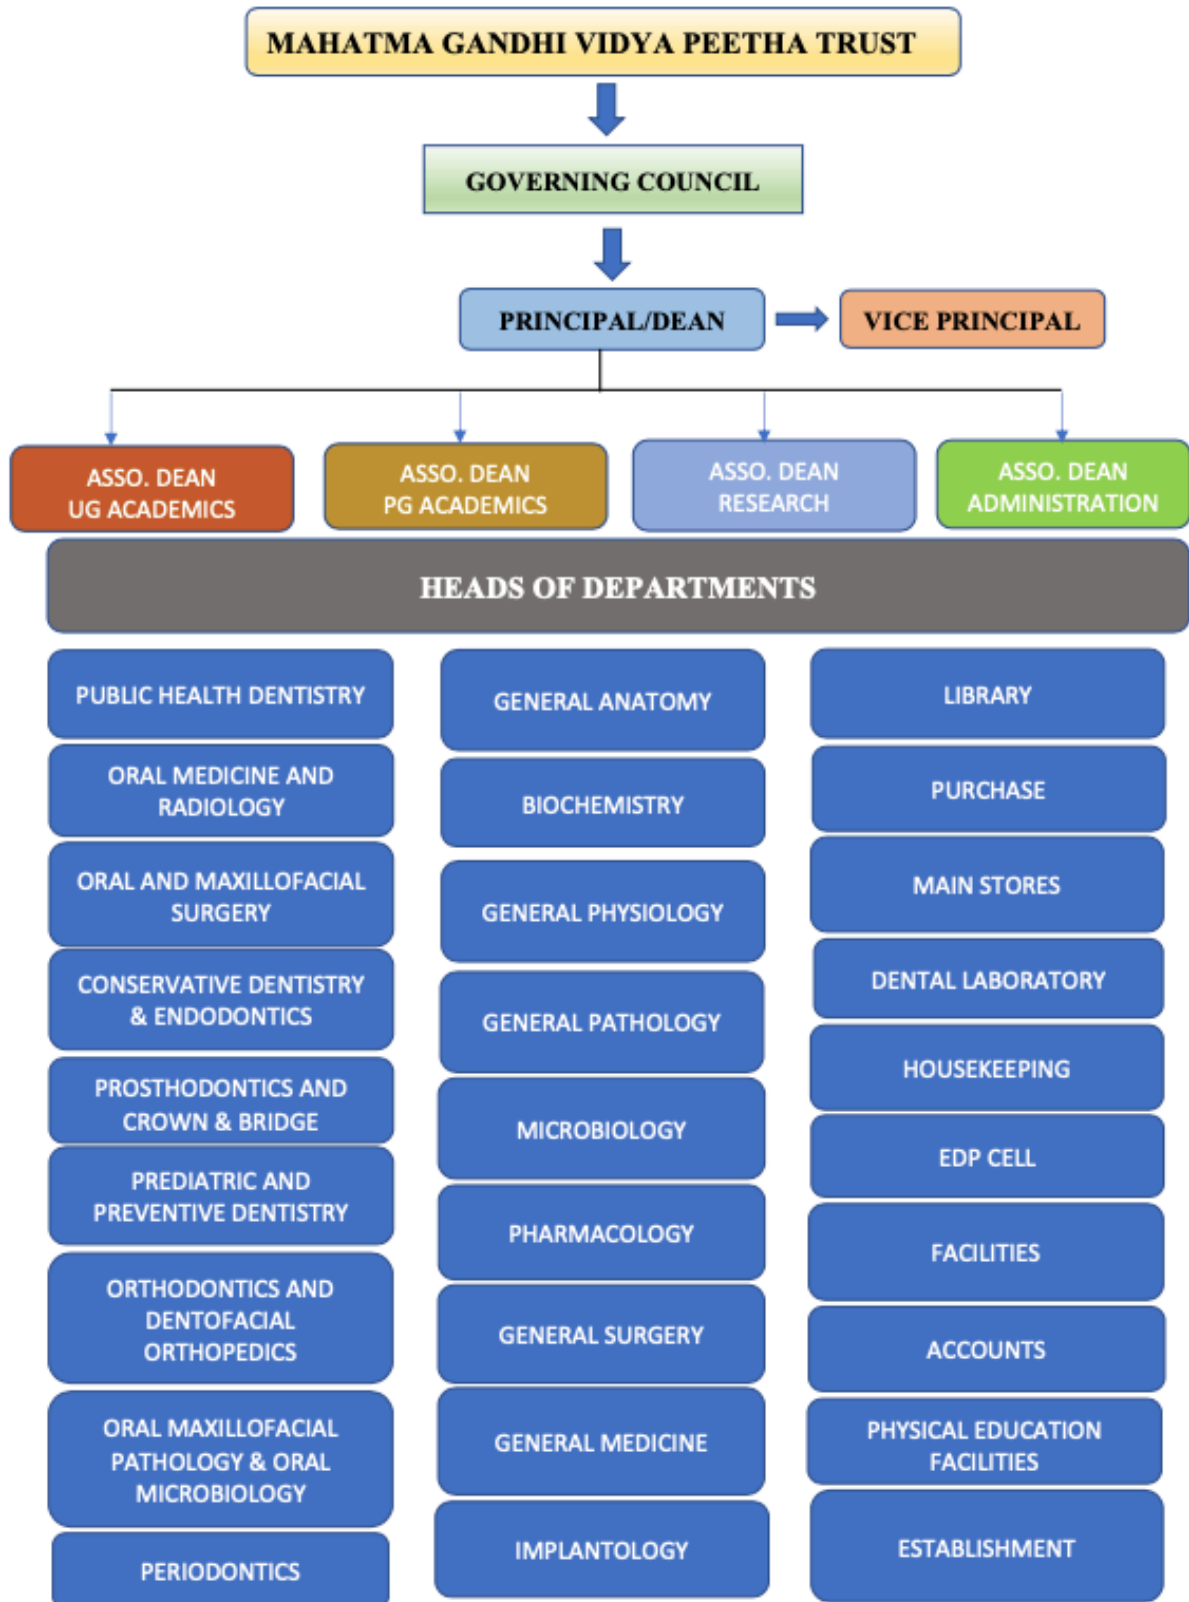 MAHATMA GANDHI VIDYA PEETHA TRUST
GOVERNING COUNCIL
PRINCIPAL/DEAN
VICE PRINCIPAL
ASSO. DEAN
UG ACADEMICS
ASSO. DEAN
PG ACADEMICS
ASSO. DEAN
RESEARCH
ASSO. DEAN
ADMINISTRATION
HEADS OF DEPARTMENTS
PUBLIC HEALTH DENTISTRY
ORAL MEDICINE AND
RADIOLOGY
ORAL AND MAXILLOFACIAL
SURGERY
CONSERVATIVE DENTISTRY
& ENDODONTICS
PROSTHODONTICS AND
CROWN & BRIDGE
PREDIATRIC AND
PREVENTIVE DENTISTRY
ORTHODONTICS AND
DENTOFACIAL
ORTHOPEDICS
ORAL MAXILLOFACIAL
PATHOLOGY & ORAL
MICROBIOLOGY
PERIODONTICS
GENERAL ANATOMY
BIOCHEMISTRY
GENERAL PHYSIOLOGY
GENERAL PATHOLOGY
MICROBIOLOGY
PHARMACOLOGY
GENERAL SURGERY
GENERAL MEDICINE
IMPLANTOLOGY
LIBRARY
PURCHASE
MAIN STORES
DENTAL LABORATORY
HOUSEKEEPING
EDP CELL
FACILITIES
ACCOUNTS
PHYSICAL EDUCATION
FACILITIES
ESTABLISHMENT